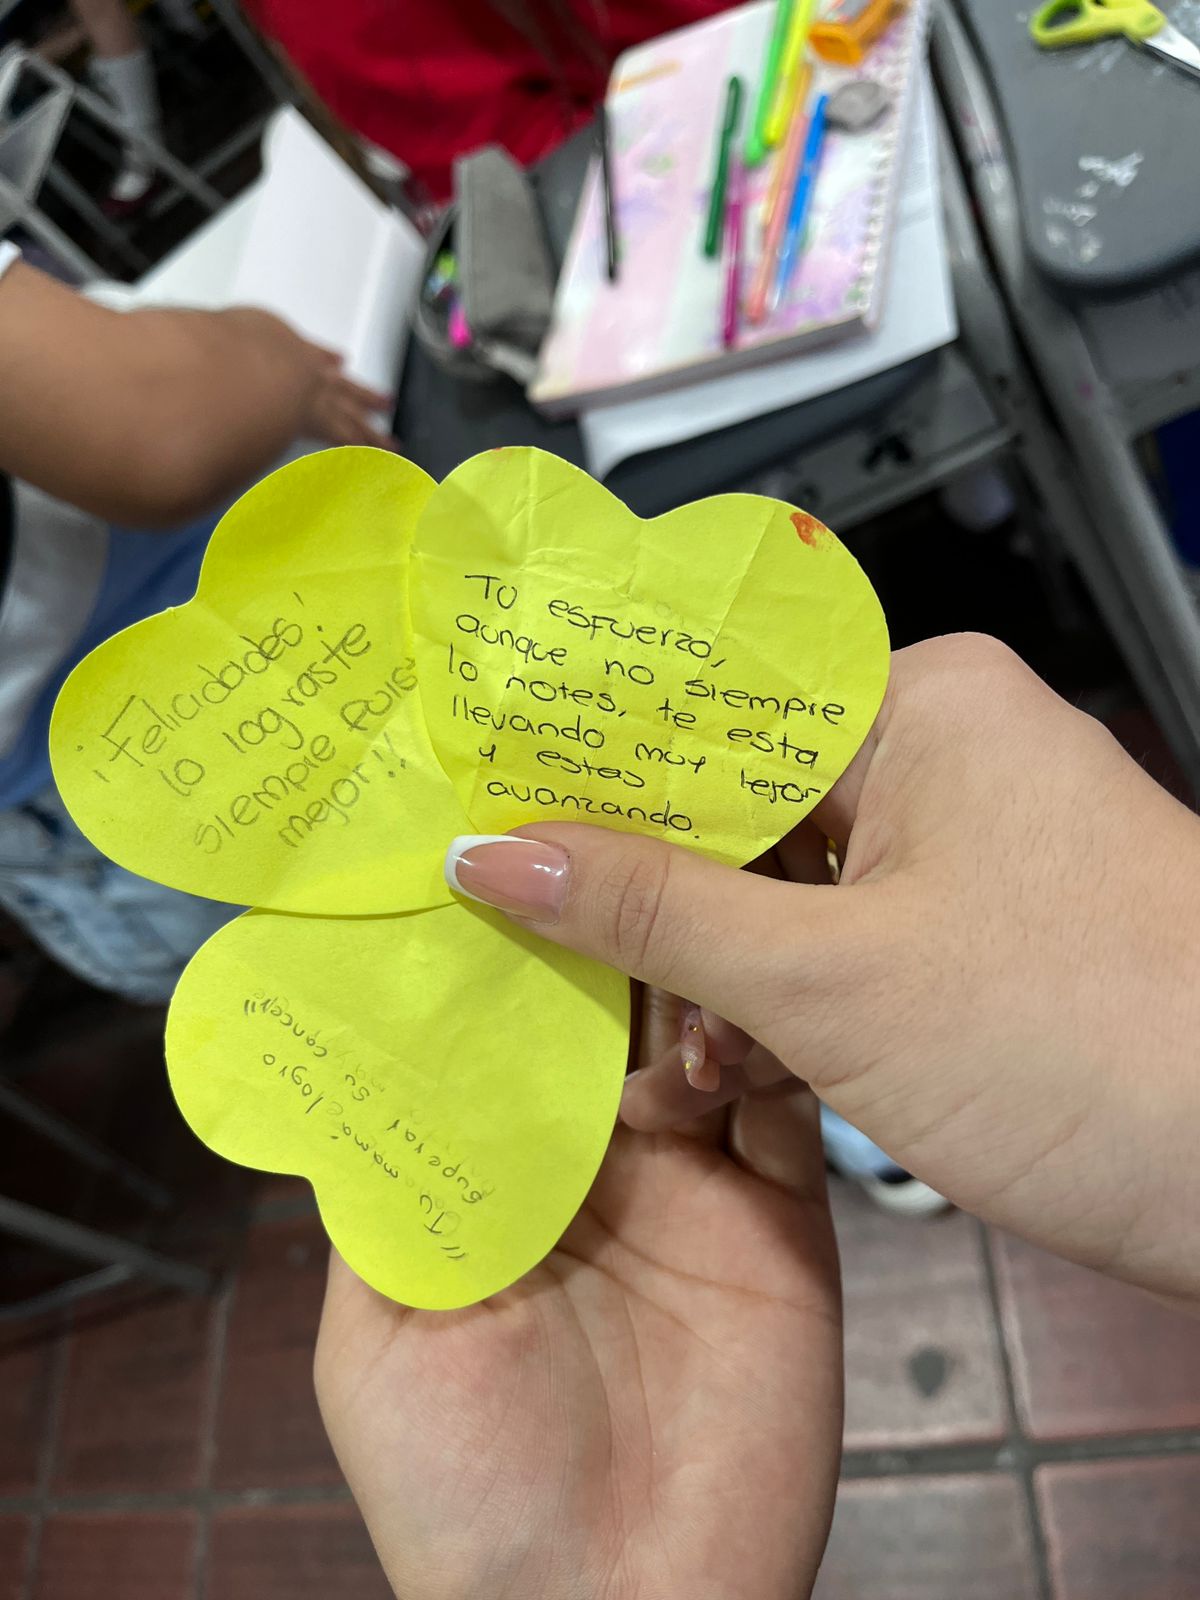 ¡Felicidades!
lo lograste
siempre fuiste
mejor!!
TU esfuerzo,
aunque no siempre
lo notes, te esta
llevando muy lejos
y estas
avanzando.
"Tu mamá logro
superar su
cancer"